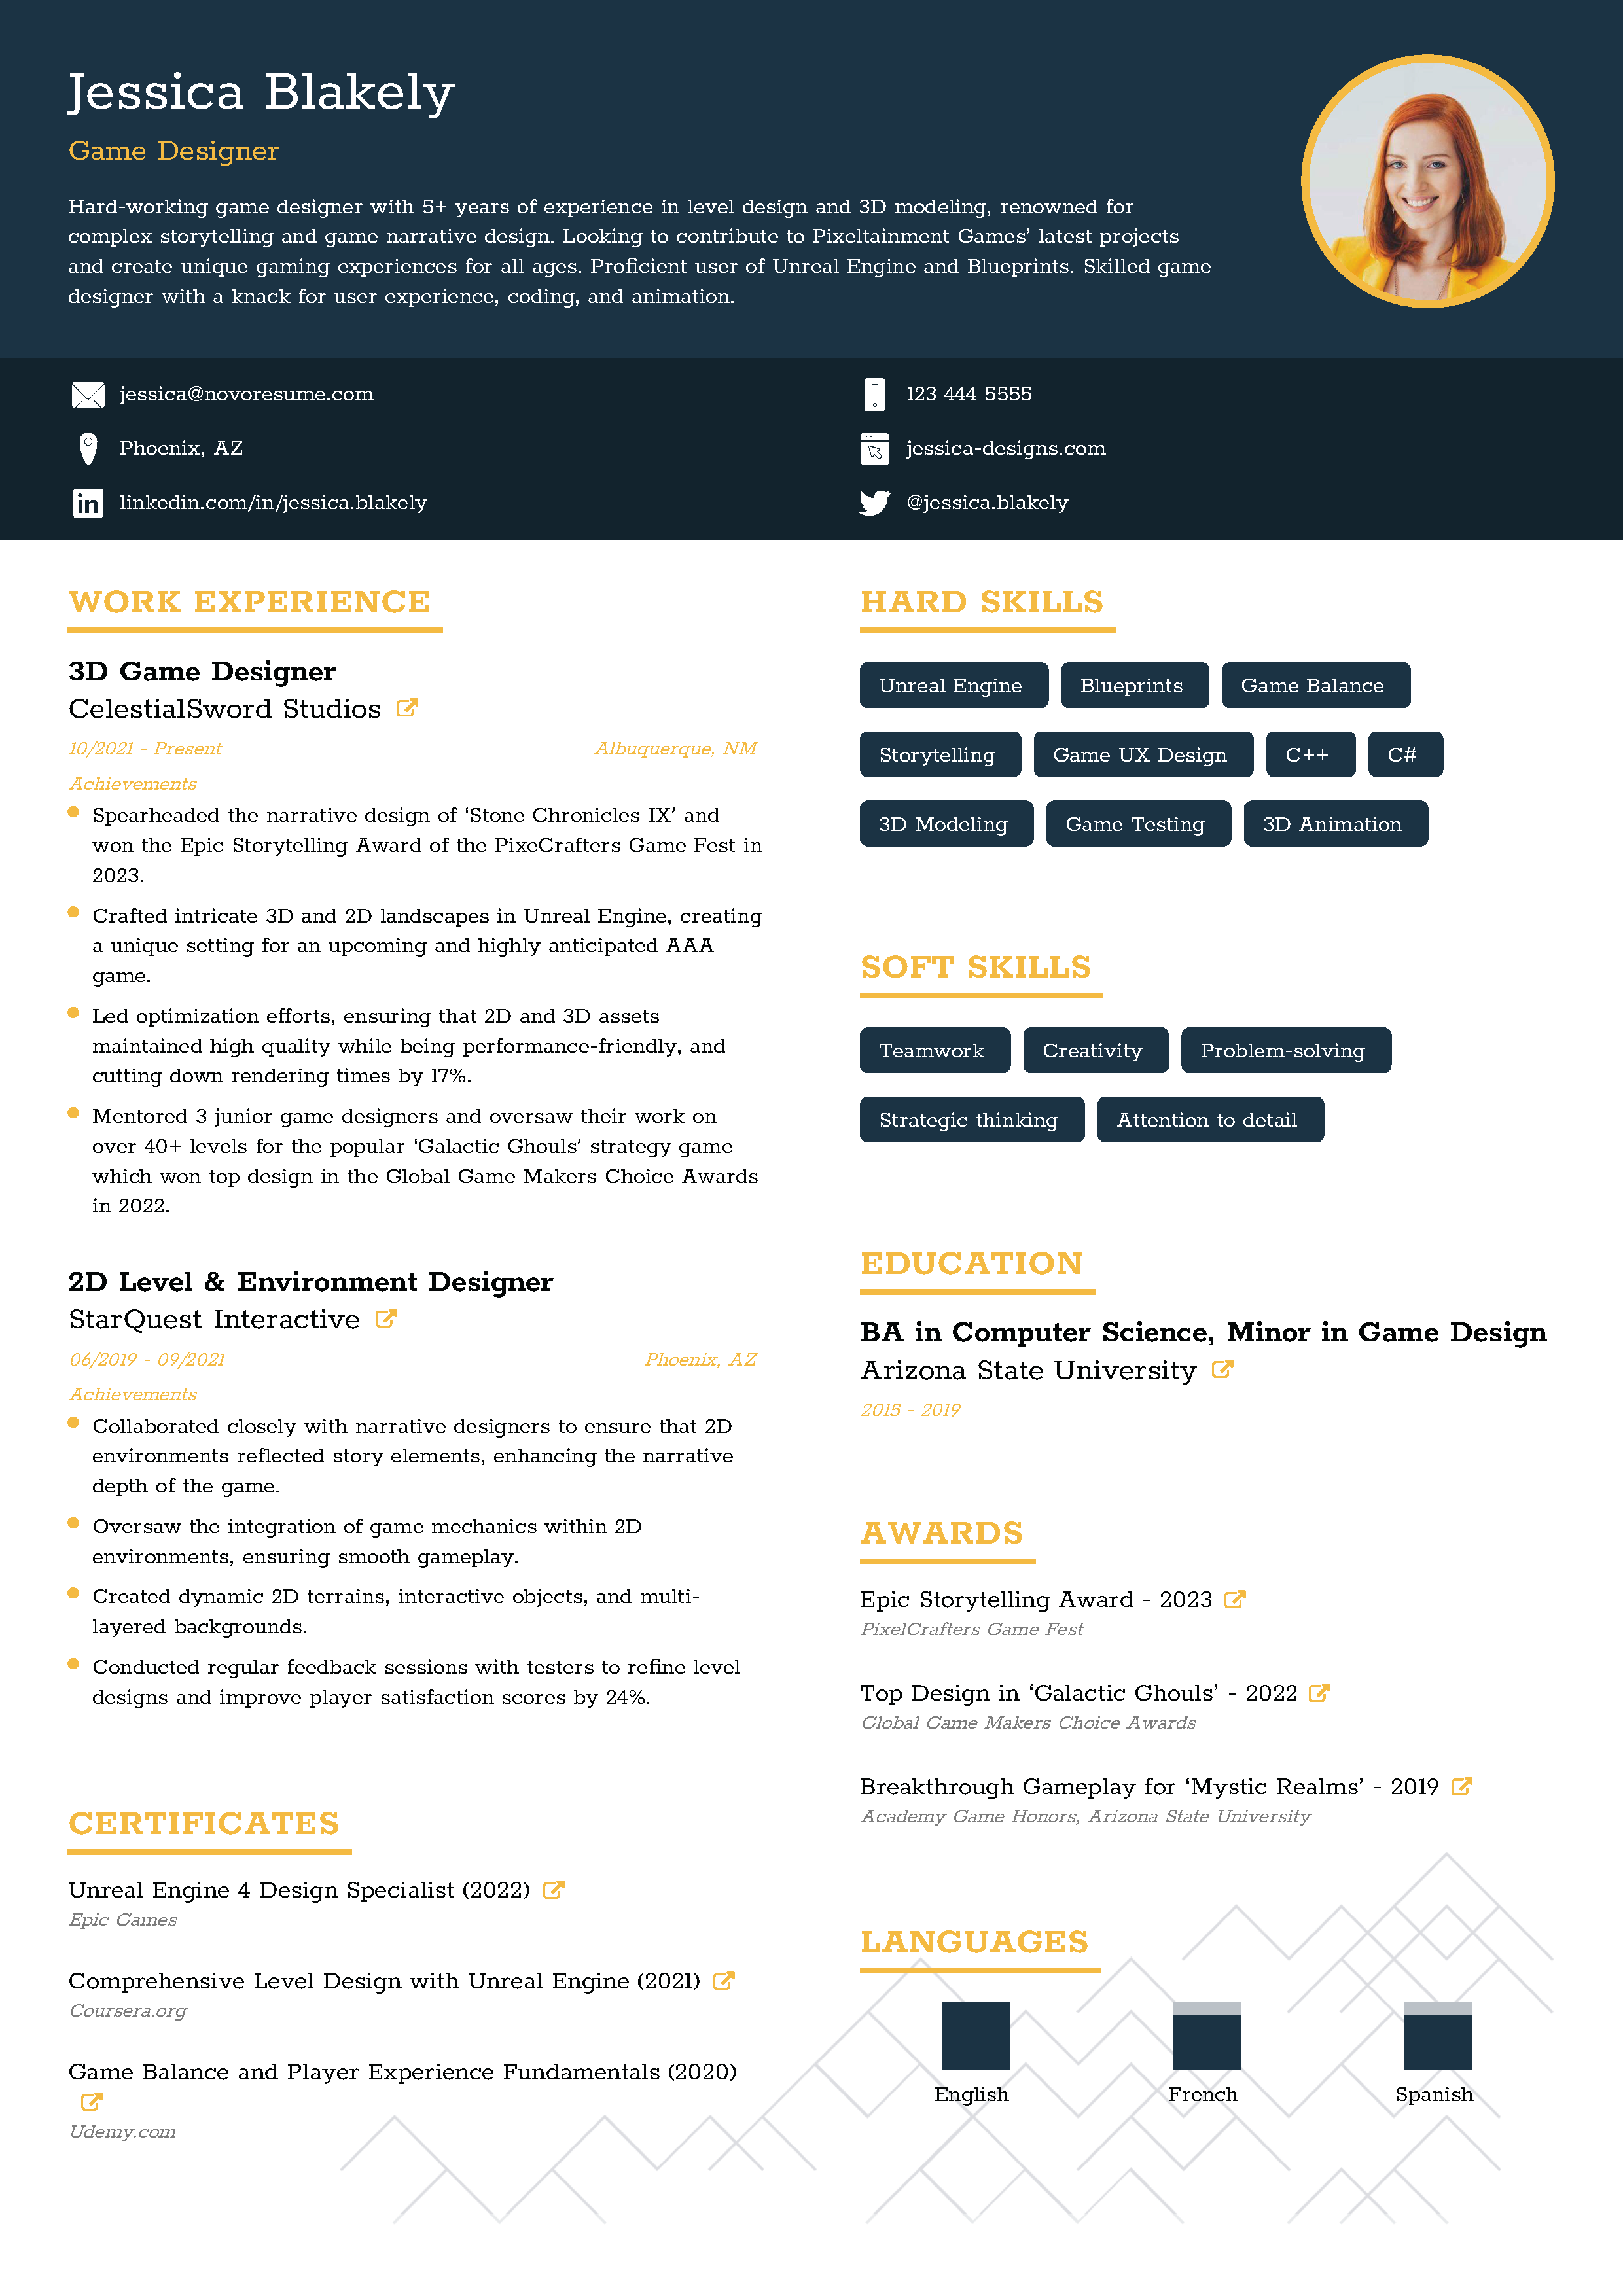 Jessica Blakely
Game Designer
Hard-working game designer with 5+ years of experience in level design and 3D modeling, renowned for
complex storytelling and game narrative design. Looking to contribute to Pixeltainment Games’ latest projects
and create unique gaming experiences for all ages. Proficient user of Unreal Engine and Blueprints. Skilled game
designer with a knack for user experience, coding, and animation.
jessica@novoresume.com
123 444 5555
Phoenix, AZ
jessica-designs.com
linkedin.com/in/jessica.blakely
@jessica.blakely
WORK EXPERIENCE
3D Game Designer
CelestialSword Studios
10/2021 - Present
Albuquerque, NM
Achievements
Spearheaded the narrative design of ‘Stone Chronicles IX’ and
won the Epic Storytelling Award of the PixeCrafters Game Fest in
2023.
Crafted intricate 3D and 2D landscapes in Unreal Engine, creating
a unique setting for an upcoming and highly anticipated AAA
game.
Led optimization efforts, ensuring that 2D and 3D assets
maintained high quality while being performance-friendly, and
cutting down rendering times by 17%.
Mentored 3 junior game designers and oversaw their work on
over 40+ levels for the popular ‘Galactic Ghouls’ strategy game
which won top design in the Global Game Makers Choice Awards
in 2022.
2D Level & Environment Designer
StarQuest Interactive
06/2019 - 09/2021
Phoenix, AZ
Achievements
Collaborated closely with narrative designers to ensure that 2D
environments reflected story elements, enhancing the narrative
depth of the game.
Oversaw the integration of game mechanics within 2D
environments, ensuring smooth gameplay.
Created dynamic 2D terrains, interactive objects, and multi-
layered backgrounds.
Conducted regular feedback sessions with testers to refine level
designs and improve player satisfaction scores by 24%.
CERTIFICATES
Unreal Engine 4 Design Specialist (2022)
Epic Games
Comprehensive Level Design with Unreal Engine (2021)
Coursera.org
Game Balance and Player Experience Fundamentals (2020)
Udemy.com
HARD SKILLS
Unreal Engine
Blueprints
Game Balance
Storytelling
Game UX Design
C++
C#
3D Modeling
Game Testing
3D Animation
SOFT SKILLS
Teamwork
Creativity
Problem-solving
Strategic thinking
Attention to detail
EDUCATION
BA in Computer Science, Minor in Game Design
Arizona State University
2015 - 2019
AWARDS
Epic Storytelling Award - 2023
PixelCrafters Game Fest
Top Design in ‘Galactic Ghouls’ - 2022
Global Game Makers Choice Awards
Breakthrough Gameplay for ‘Mystic Realms’ - 2019
Academy Game Honors, Arizona State University
LANGUAGES
English
French
Spanish